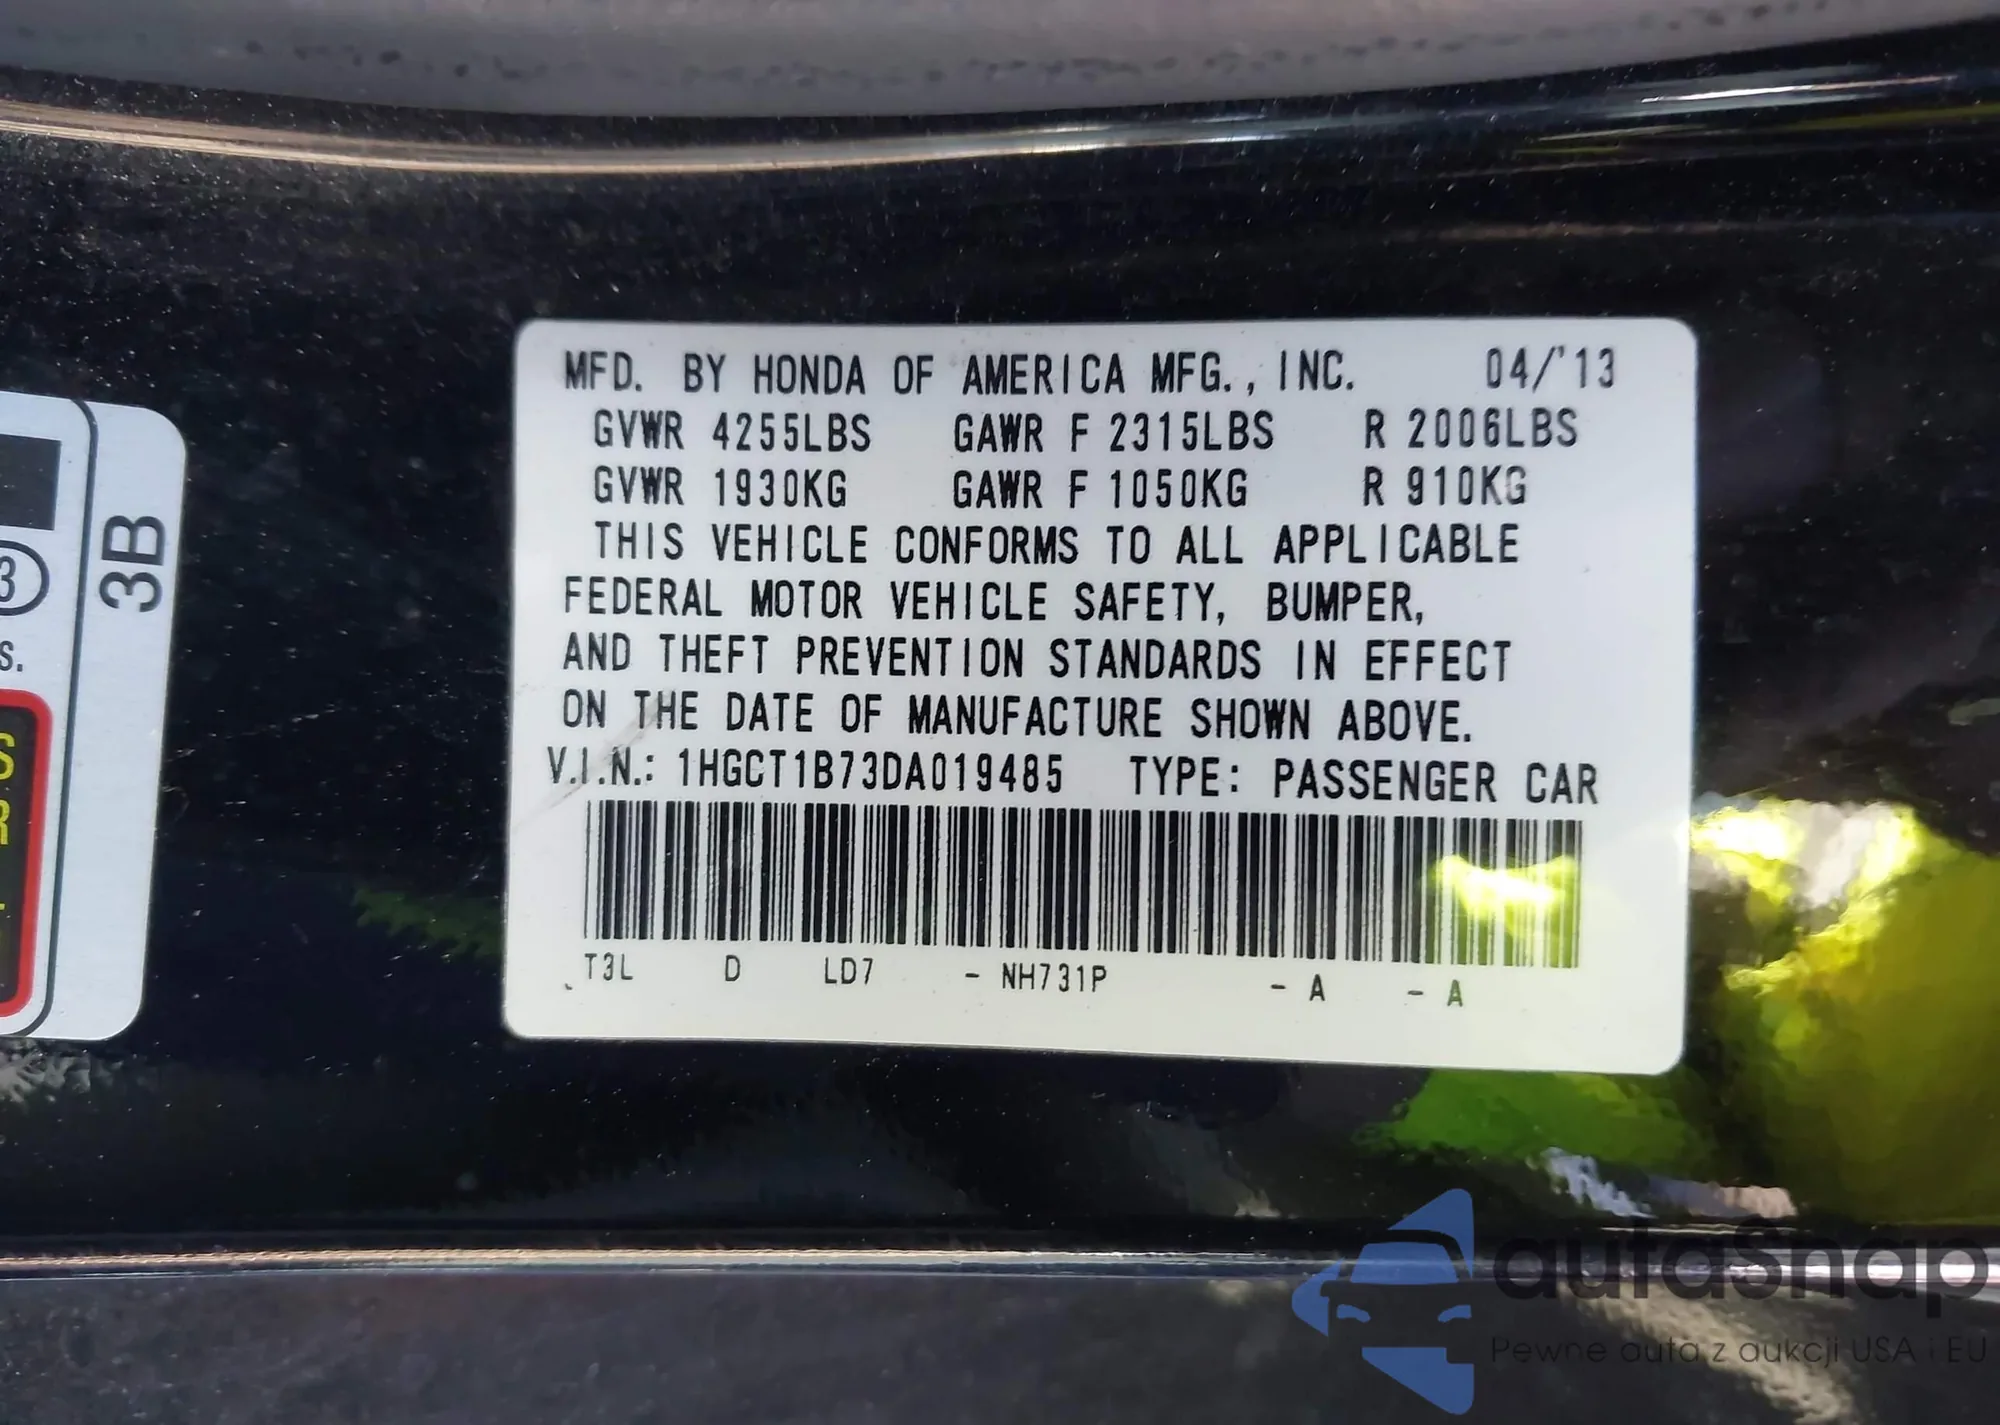 MFD. BY HONDA OF AMERICA MFG., INC. 04/'13
GVWR 4255LBS GAWR F 2315LBS R 2006LBS
GVWR 1930KG GAWR F 1050KG R 910KG
THIS VEHICLE CONFORMS TO ALL APPLICABLE
FEDERAL MOTOR VEHICLE SAFETY, BUMPER,
AND THEFT PREVENTION STANDARDS IN EFFECT
ON THE DATE OF MANUFACTURE SHOWN ABOVE.
V.I.N.: 1HGCT1B73DA019485 TYPE: PASSENGER CAR
T3L D LD7 - NH731P - A - A
3B
3
S.
S
R
autasnap
Pewne auta z aukcji USA i EU